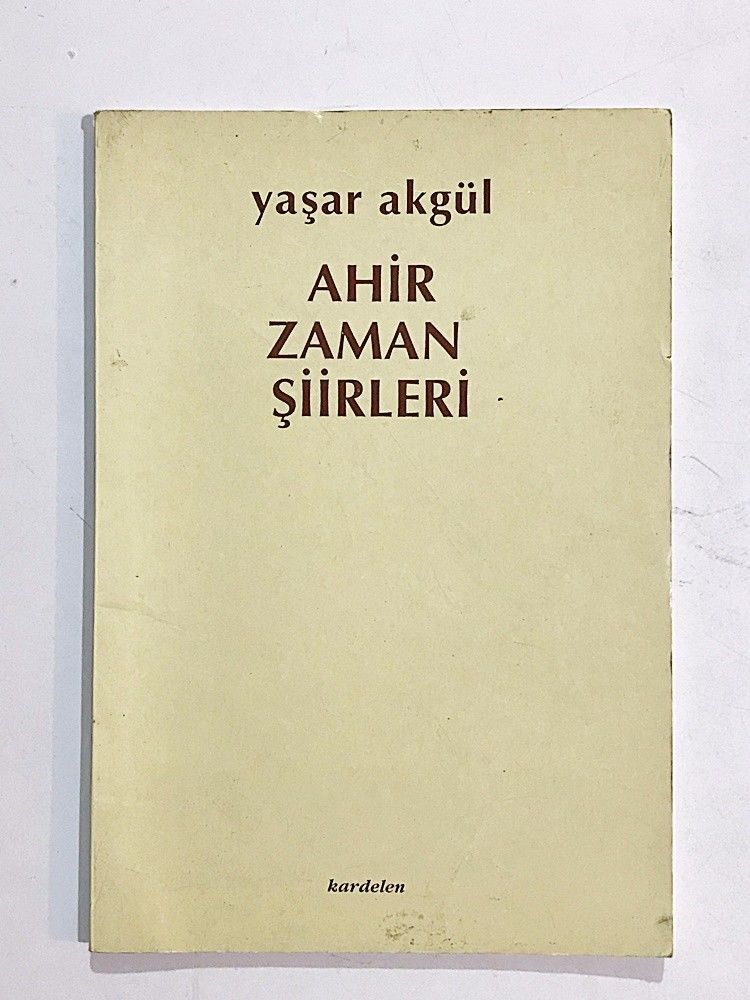 yaşar akgül
AHİR
ZAMAN
ŞİİRLERİ
kardelen